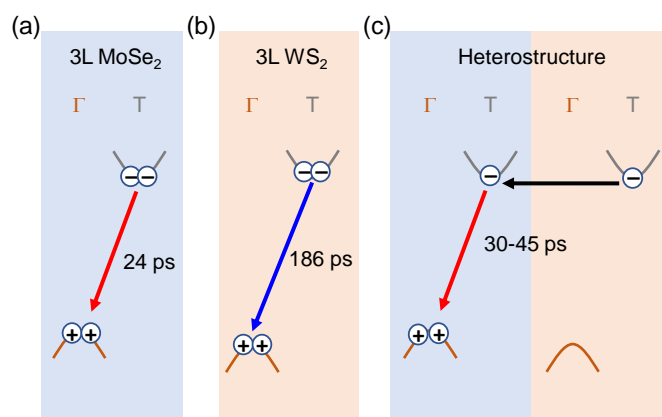 (a) (b) (c)
3L MoSe₂ 3L WS₂ Heterostructure
Γ T Γ T Γ T Γ T
− − − − − −
24 ps 186 ps 30-45 ps
+ + + + + +